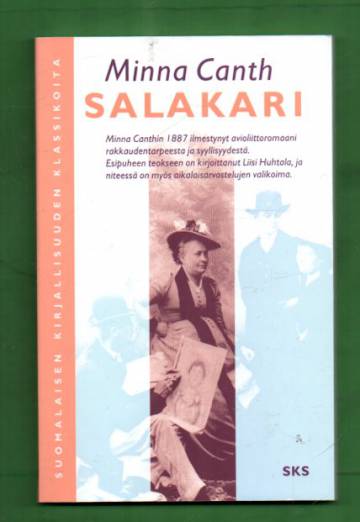 Minna Canth
SALAKARI
Minna Canthin 1887 ilmestynyt avioliittoromaani
rakkaudentarpeesta ja syyllisyydestä.
Esipuheen teokseen on kirjoittanut Liisi Huhtala, ja
niteessä on myös aikalaisarvostelujen valikoima.
SUOMALAISEN KIRJALLISUUDEN KLASSIKOITA
SKS